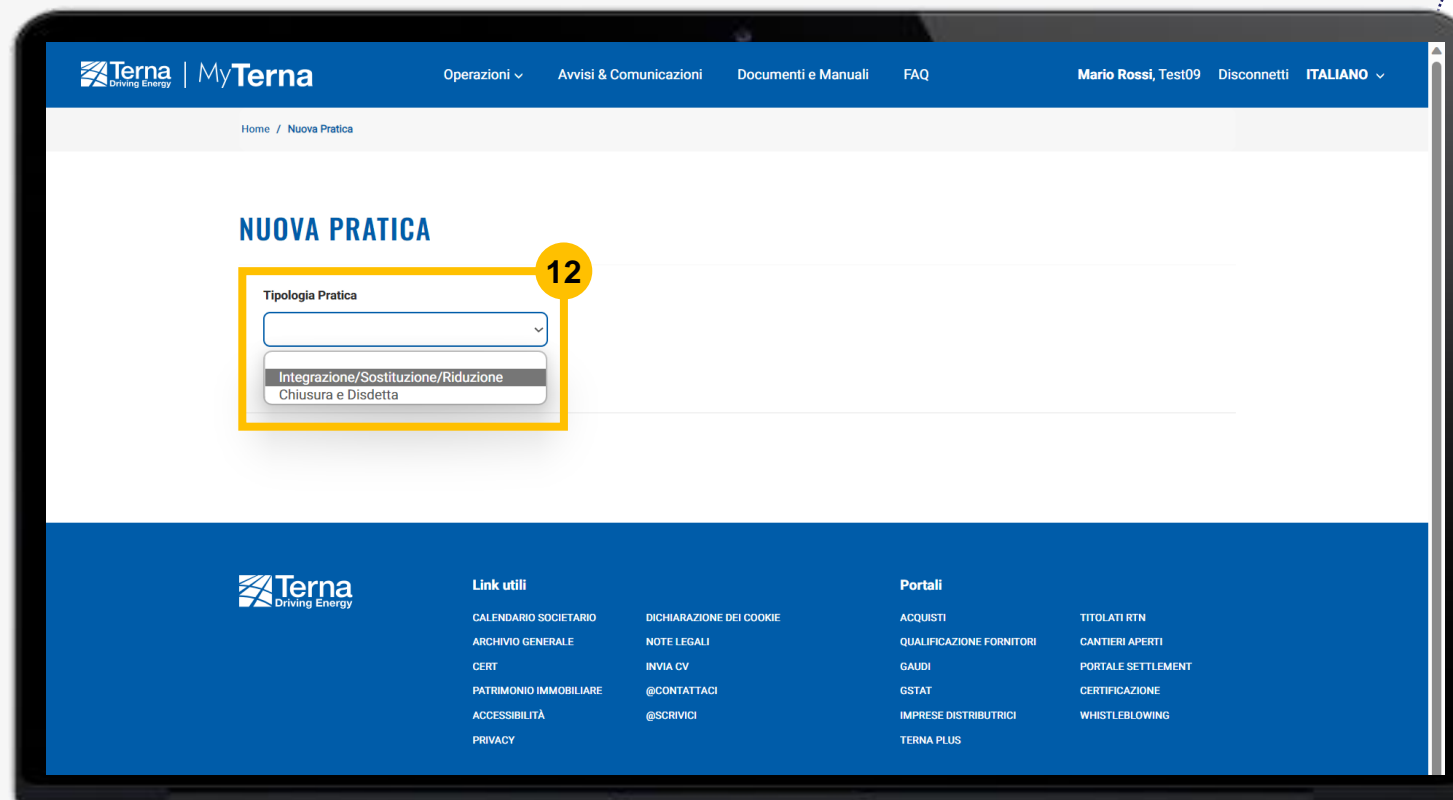 Terna
Driving Energy
MyTerna
Operazioni
Avvisi & Comunicazioni
Documenti e Manuali
FAQ
Mario Rossi, Test09
Disconnetti
ITALIANO
Home / Nuova Pratica
NUOVA PRATICA
12
Tipologia Pratica
Integrazione/Sostituzione/Riduzione
Chiusura e Disdetta
Terna
Driving Energy
Link utili
CALENDARIO SOCIETARIO
ARCHIVIO GENERALE
CERT
PATRIMONIO IMMOBILIARE
ACCESSIBILITÀ
PRIVACY
DICHIARAZIONE DEI COOKIE
NOTE LEGALI
INVIA CV
@CONTATTACI
@SCRIVICI
Portali
ACQUISTI
QUALIFICAZIONE FORNITORI
GAUDI
GSTAT
IMPRESE DISTRIBUTRICI
TERNA PLUS
TITOLATI RTN
CANTIERI APERTI
PORTALE SETTLEMENT
CERTIFICAZIONE
WHISTLEBLOWING